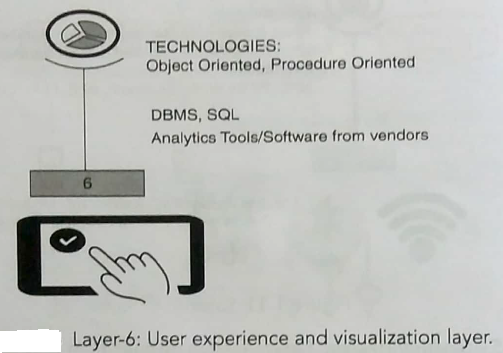 TECHNOLOGIES:
Object Oriented, Procedure Oriented
DBMS, SQL
Analytics Tools/Software from vendors
6
Layer-6: User experience and visualization layer.